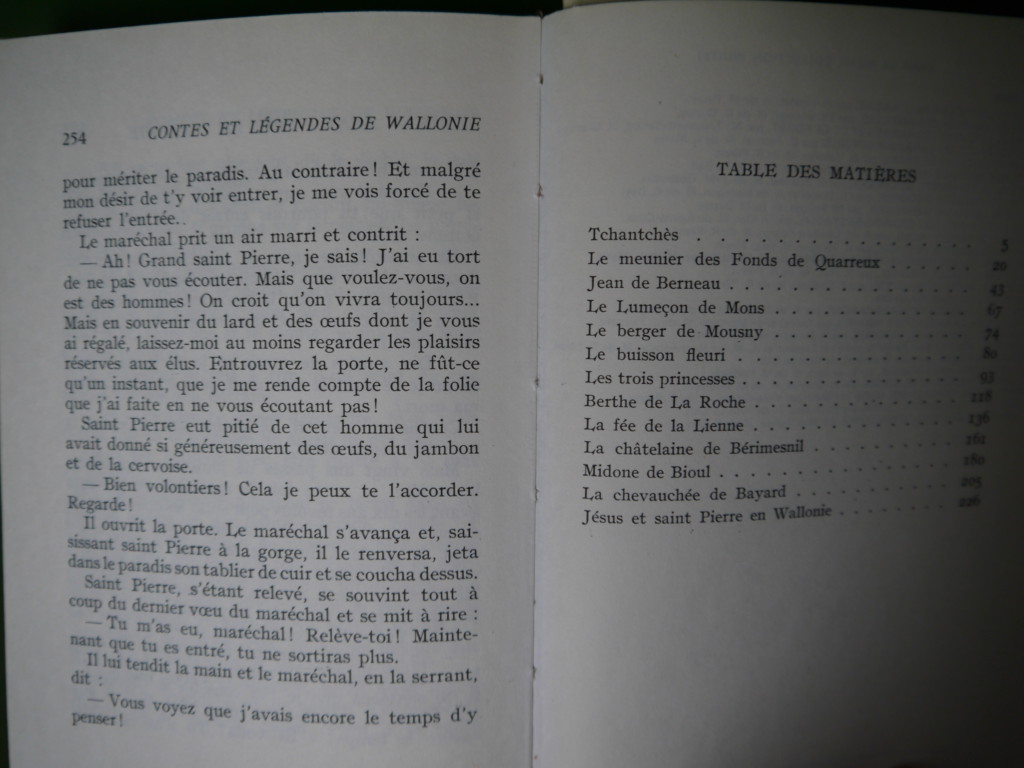 254 CONTES ET LÉGENDES DE WALLONIE
pour mériter le paradis. Au contraire! Et malgré
mon désir de t'y voir entrer, je me vois forcé de te
refuser l'entrée..
Le maréchal prit un air marri et contrit :
— Ah! Grand saint Pierre, je sais! J'ai eu tort
de ne pas vous écouter. Mais que voulez-vous, on
est des hommes! On croit qu'on vivra toujours...
Mais en souvenir du lard et des œufs dont je vous
ai régalé, laissez-moi au moins regarder les plaisirs
réservés aux élus. Entrouvrez la porte, ne fût-ce
qu'un instant, que je me rende compte de la folie
que j'ai faite en ne vous écoutant pas!
Saint Pierre eut pitié de cet homme qui lui
avait donné si généreusement des œufs, du jambon
et de la cervoise.
— Bien volontiers! Cela je peux te l'accorder.
Regarde!
Il ouvrit la porte. Le maréchal s'avança et, sai-
sissant saint Pierre à la gorge, il le renversa, jeta
dans le paradis son tablier de cuir et se coucha dessus.
Saint Pierre, s'étant relevé, se souvint tout à
coup du dernier vœu du maréchal et se mit à rire :
— Tu m'as eu, maréchal! Relève-toi! Mainte-
nant que tu es entré, tu ne sortiras plus.
Il lui tendit la main et le maréchal, en la serrant,
dit :
— Vous voyez que j'avais encore le temps d'y
penser!
TABLE DES MATIÈRES
Tchantchès . . . . . . . . . . . . . . . . 5
Le meunier des Fonds de Quarreux . . . . . . 20
Jean de Berneau . . . . . . . . . . . . . . 43
Le Lumeçon de Mons . . . . . . . . . . . . 67
Le berger de Mousny . . . . . . . . . . . . 74
Le buisson fleuri . . . . . . . . . . . . . . 80
Les trois princesses . . . . . . . . . . . . . 93
Berthe de La Roche . . . . . . . . . . . . 118
La fée de la Lienne . . . . . . . . . . . . 136
La châtelaine de Bérimesnil . . . . . . . . . 161
Midone de Bioul . . . . . . . . . . . . . . 180
La chevauchée de Bayard . . . . . . . . . . 205
Jésus et saint Pierre en Wallonie . . . . . . . 226